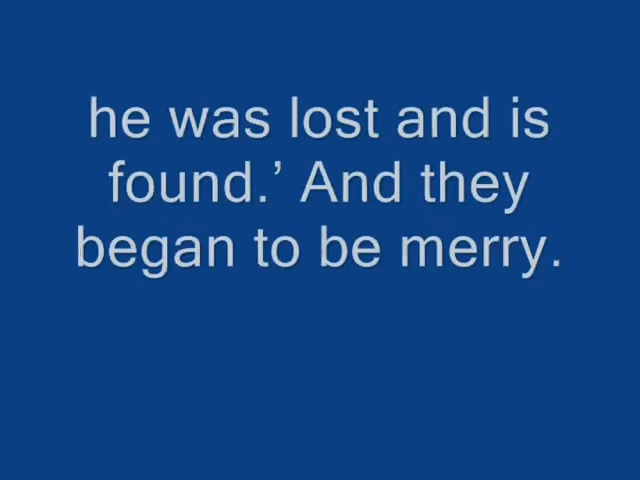 he was lost and is
found.’ And they
began to be merry.